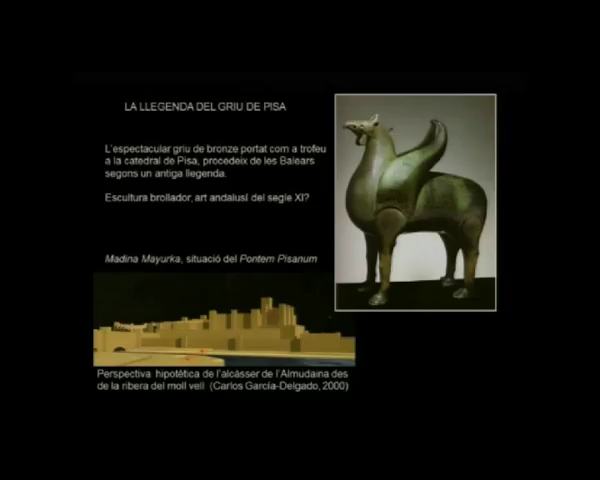 LA LLEGENDA DEL GRIU DE PISA
L'espectacular griu de bronze portat com a trofeu
a la catedral de Pisa, procedeix de les Balears
segons un antiga llegenda.
Escultura brollador, art andalusí del segle XI?
Madina Mayurka, situació del Pontem Pisanum
Perspectiva hipotètica de l'alcàsser de l'Almudaina des
de la ribera del moll vell (Carlos García-Delgado, 2000)